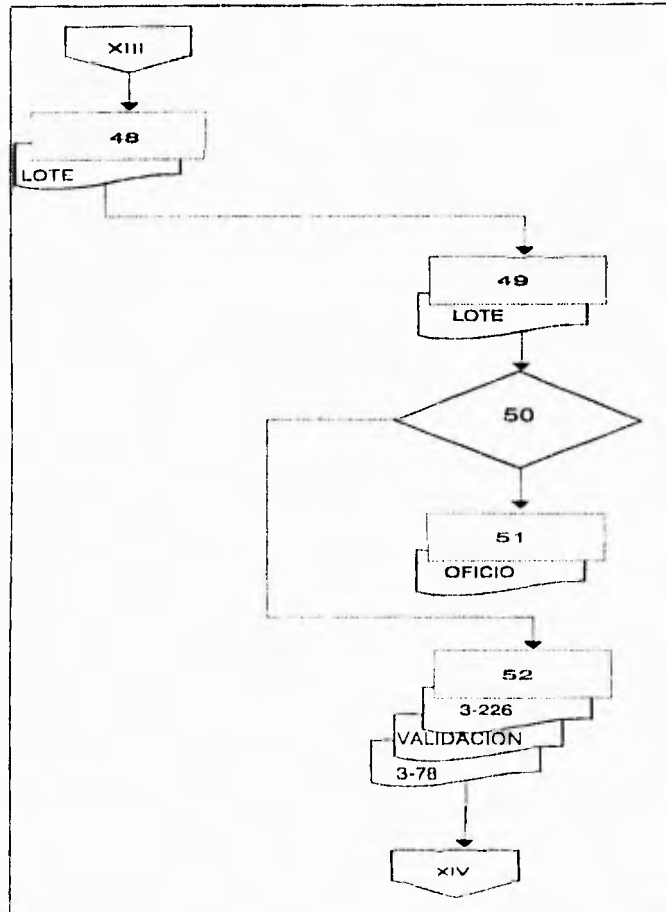 XIII
48
LOTE
49
LOTE
50
51
OFICIO
52
3-226
VALIDACION
3-78
XIV